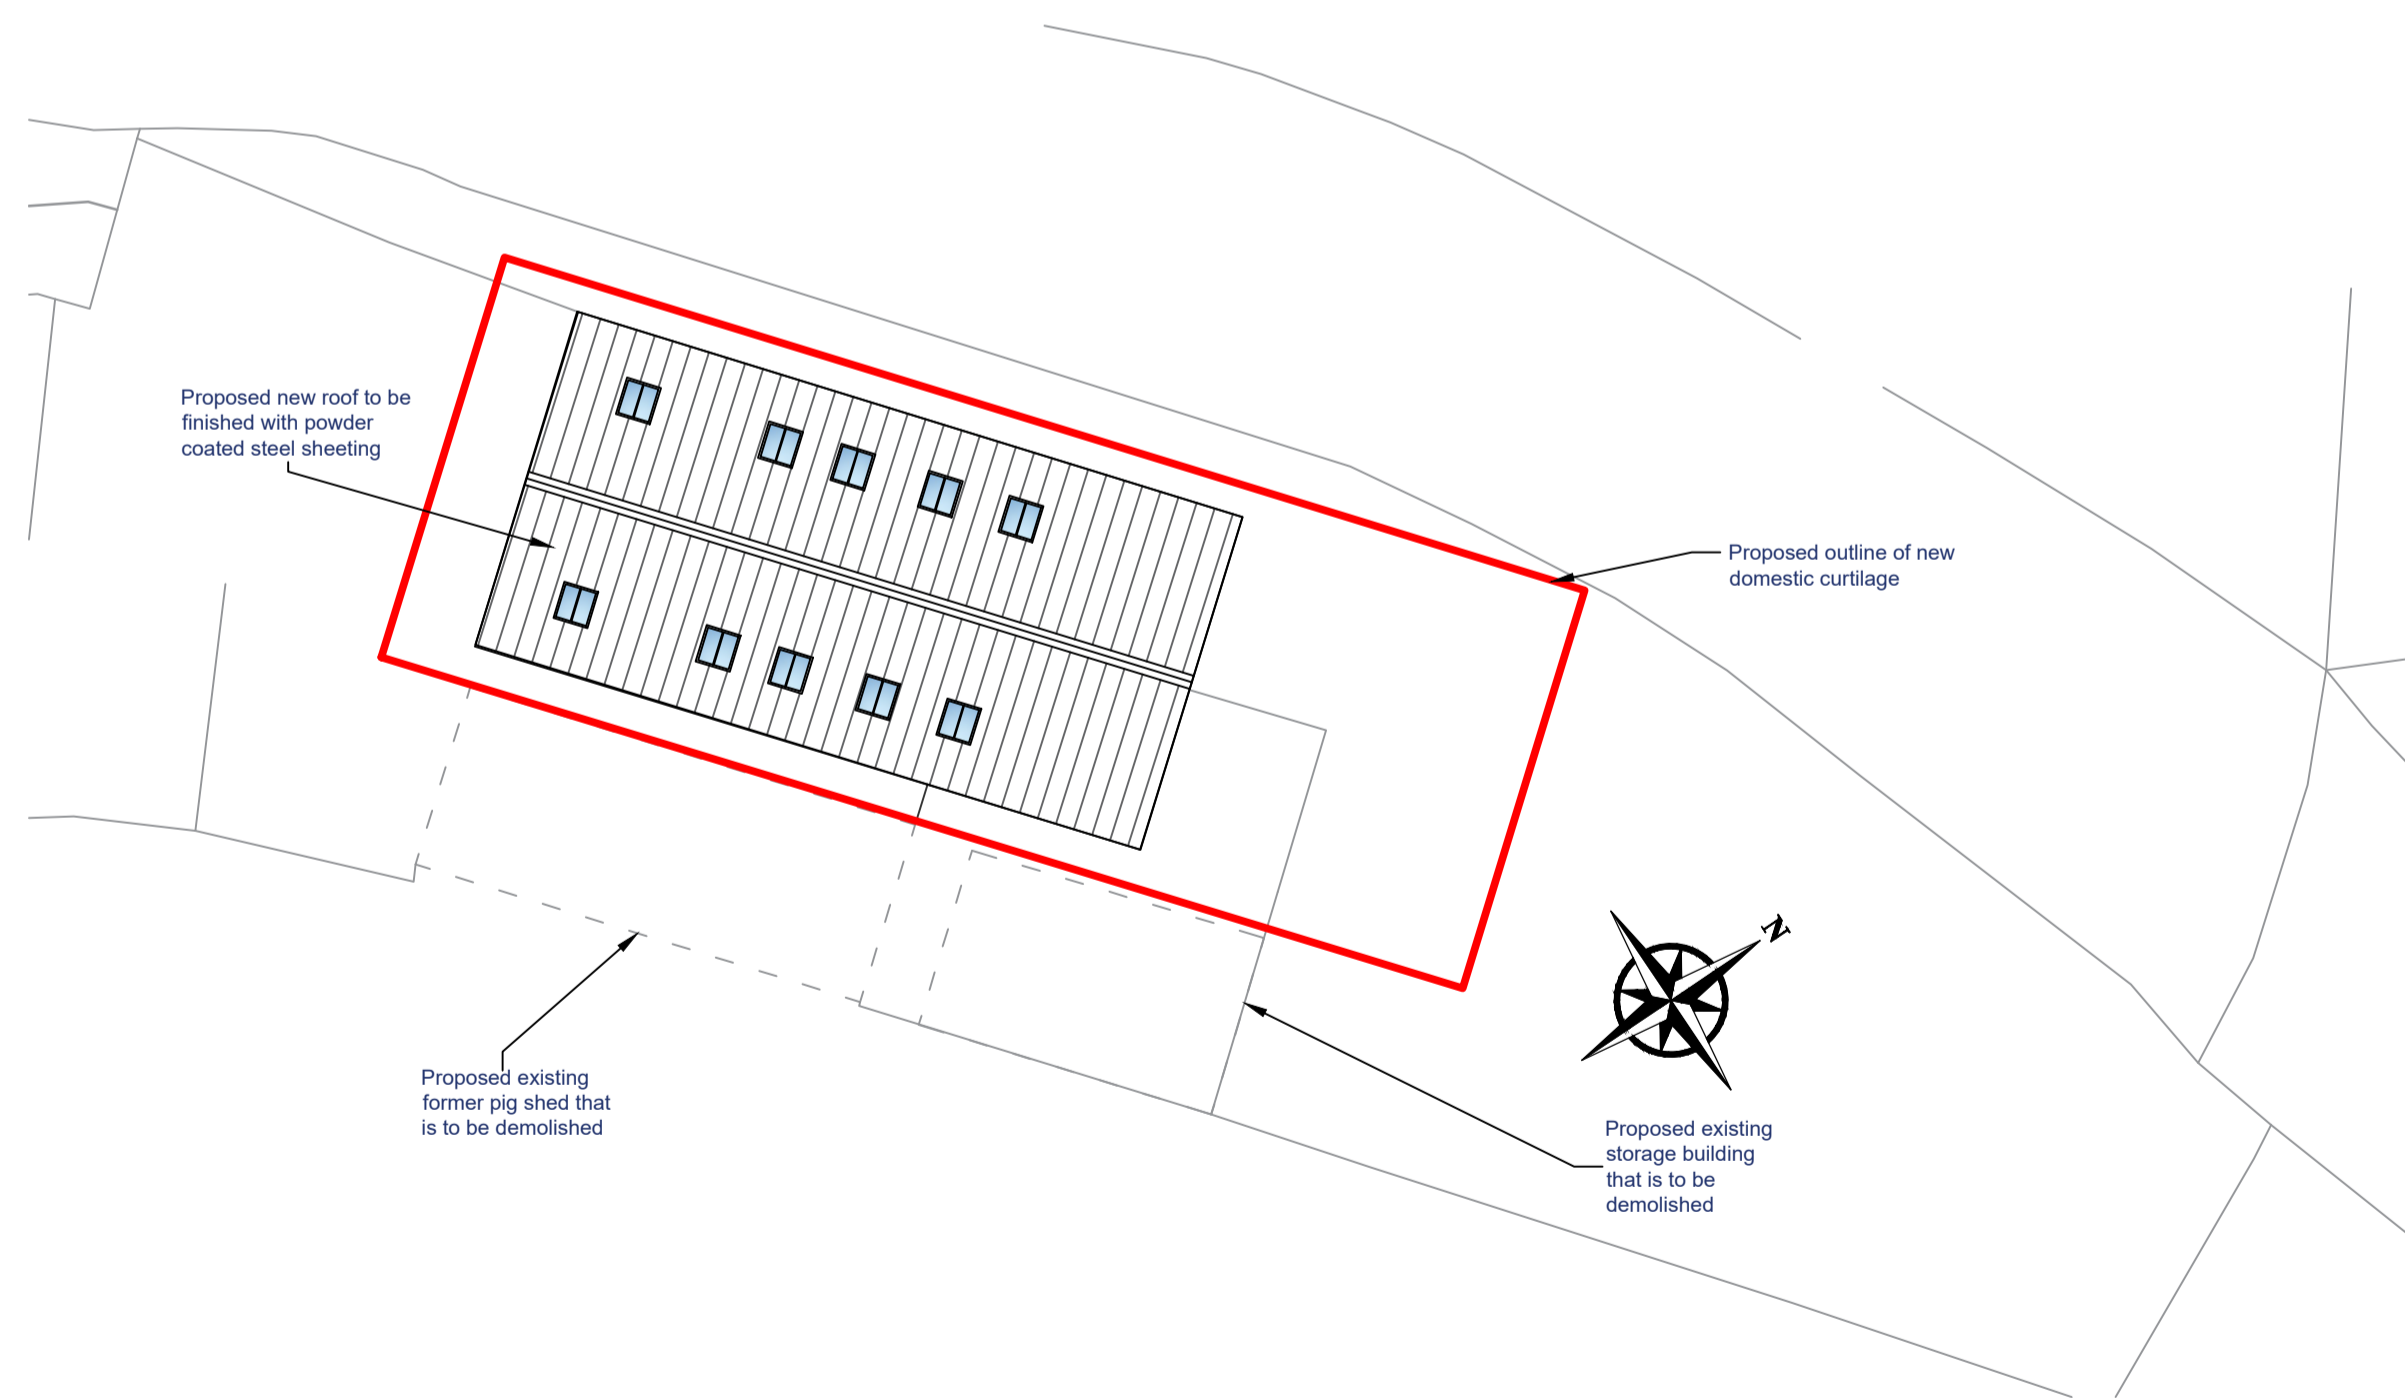 Proposed new roof to be
finished with powder
coated steel sheeting
Proposed outline of new
domestic curtilage
N
Proposed existing
former pig shed that
is to be demolished
Proposed existing
storage building
that is to be
demolished